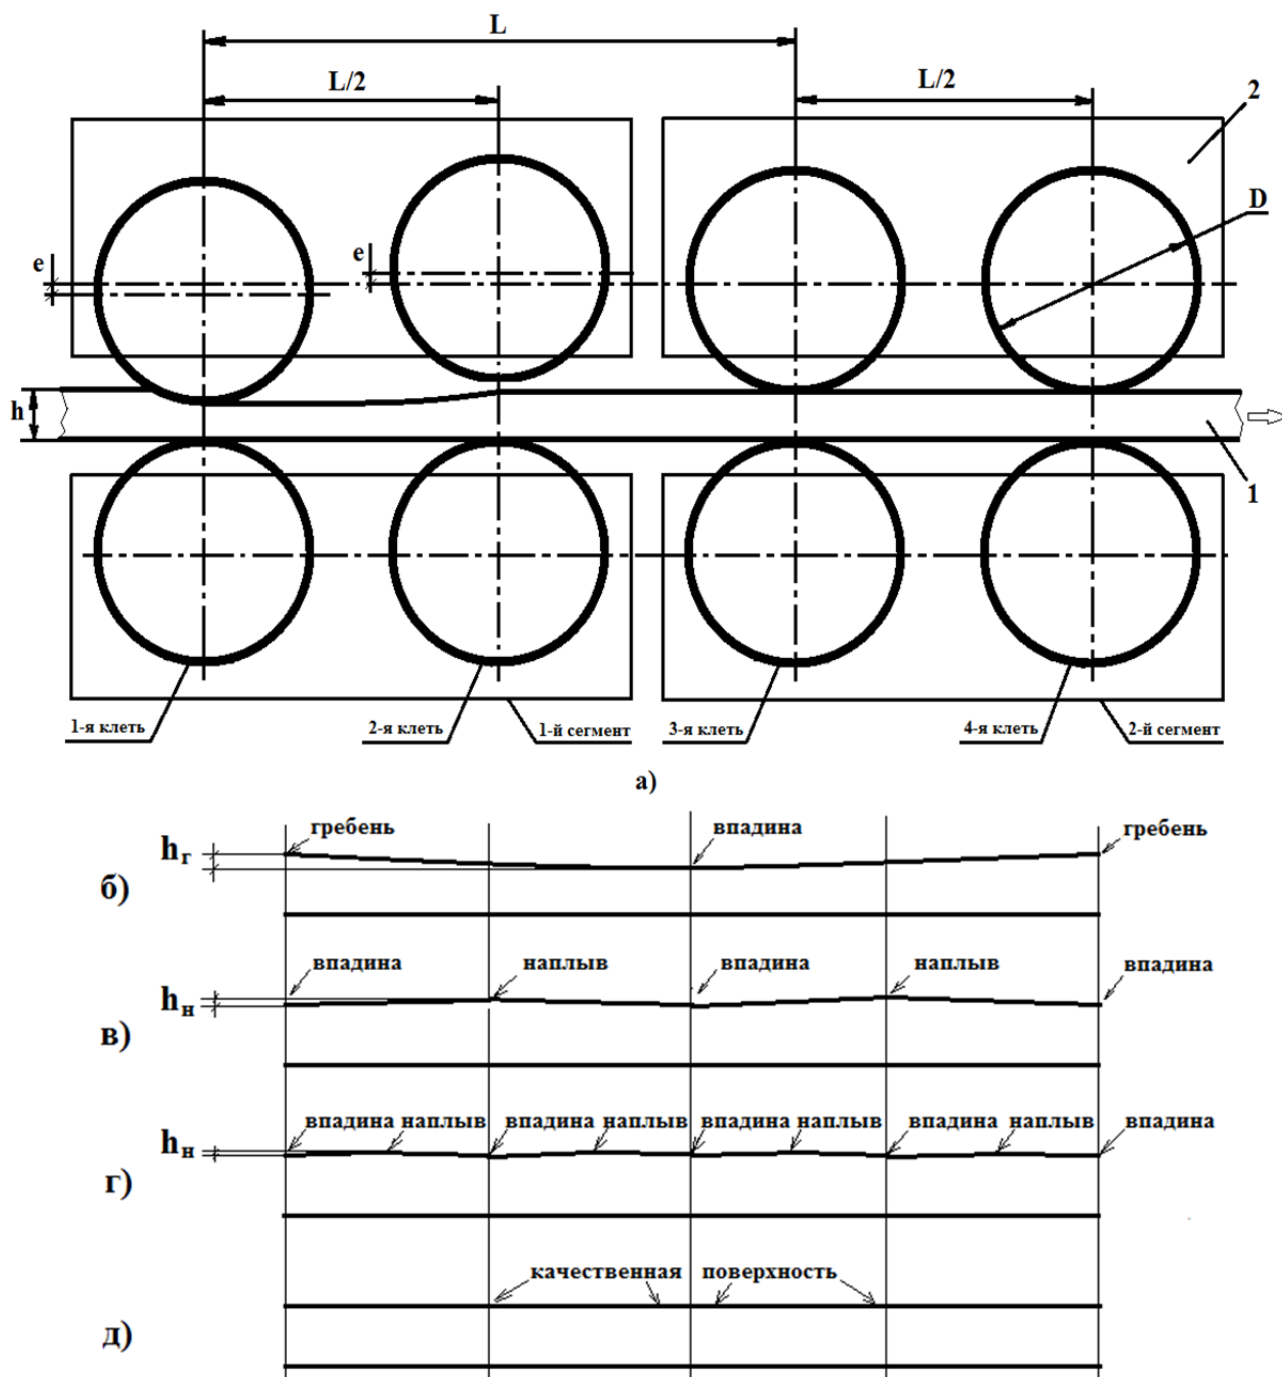 L
L/2
L/2
2
D
e
e
h
1
1-я клеть
2-я клеть
1-й сегмент
3-я клеть
4-я клеть
2-й сегмент
а)
гребень
впадина
гребень
hг
б)
впадина
наплыв
впадина
наплыв
впадина
hн
в)
впадина наплыв впадина наплыв впадина наплыв впадина наплыв впадина
hн
г)
качественная поверхность
д)